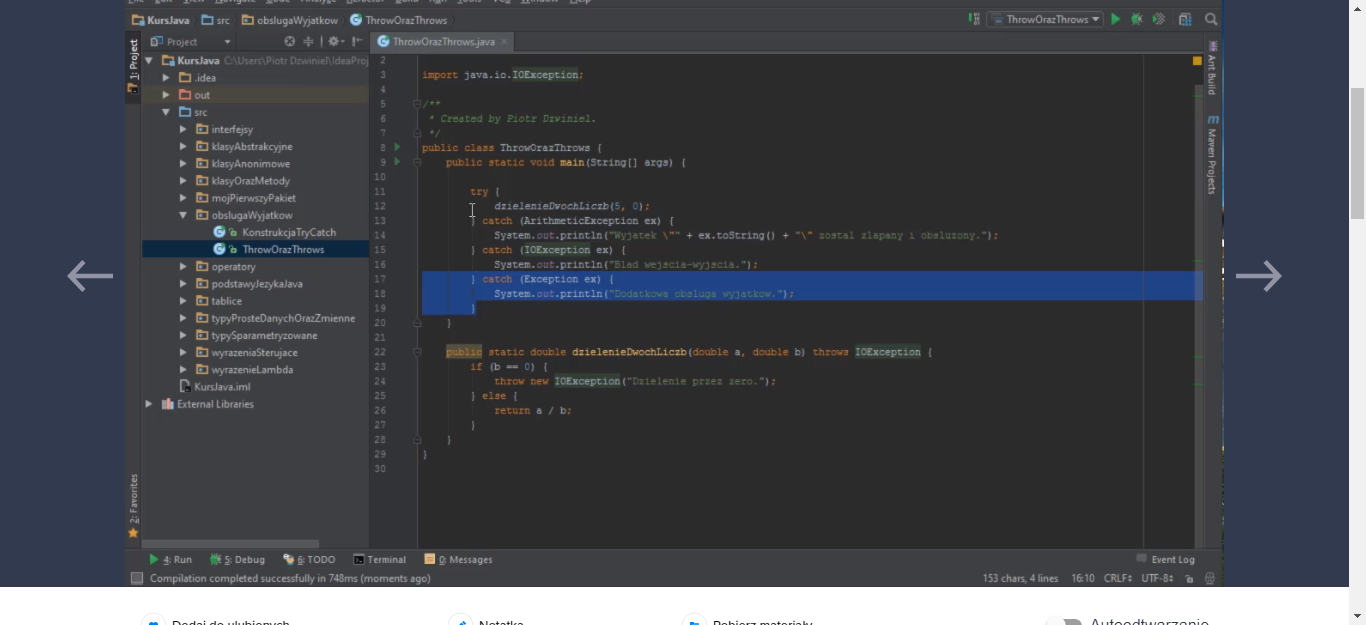 KursJava src obslugaWyjatkow ThrowOrazThrows
ThrowOrazThrows
1: Project
Project
ThrowOrazThrows.java
KursJava C:\Users\Piotr Dzwiniel\IdeaProj
.idea
out
src
interfejsy
klasyAbstrakcyjne
klasyAnonimowe
klasyOrazMetody
mojPierwszyPakiet
obslugaWyjatkow
KonstrukcjaTryCatch
ThrowOrazThrows
operatory
podstawyJezykaJava
tablice
typyProsteDanychOrazZmienne
typySparametryzowane
wyrazeniaSterujace
wyrazenieLambda
KursJava.iml
External Libraries
2: Favorites
2
3 import java.io.IOException;
4
5 /**
6 * Created by Piotr Dzwiniel.
7 */
8 public class ThrowOrazThrows {
9 public static void main(String[] args) {
10
11 try {
12 dzielenieDwochLiczb(5, 0);
13 } catch (ArithmeticException ex) {
14 System.out.println("Wyjatek \"" + ex.toString() + "\" zostal zlapany i obsluzony.");
15 } catch (IOException ex) {
16 System.out.println("Blad wejscia-wyjscia.");
17 } catch (Exception ex) {
18 System.out.println("Dodatkowa obsluga wyjatkow.");
19 }
20 }
21
22 public static double dzielenieDwochLiczb(double a, double b) throws IOException {
23 if (b == 0) {
24 throw new IOException("Dzielenie przez zero.");
25 } else {
26 return a / b;
27 }
28 }
29 }
30
Ant Build
Maven Projects
4: Run 5: Debug 6: TODO Terminal 0: Messages Event Log
Compilation completed successfully in 748ms (moments ago) 153 chars, 4 lines 16:10 CRLF UTF-8
Dodaj do ulubionych Notatka Pobierz materiały Autoodtwarzanie